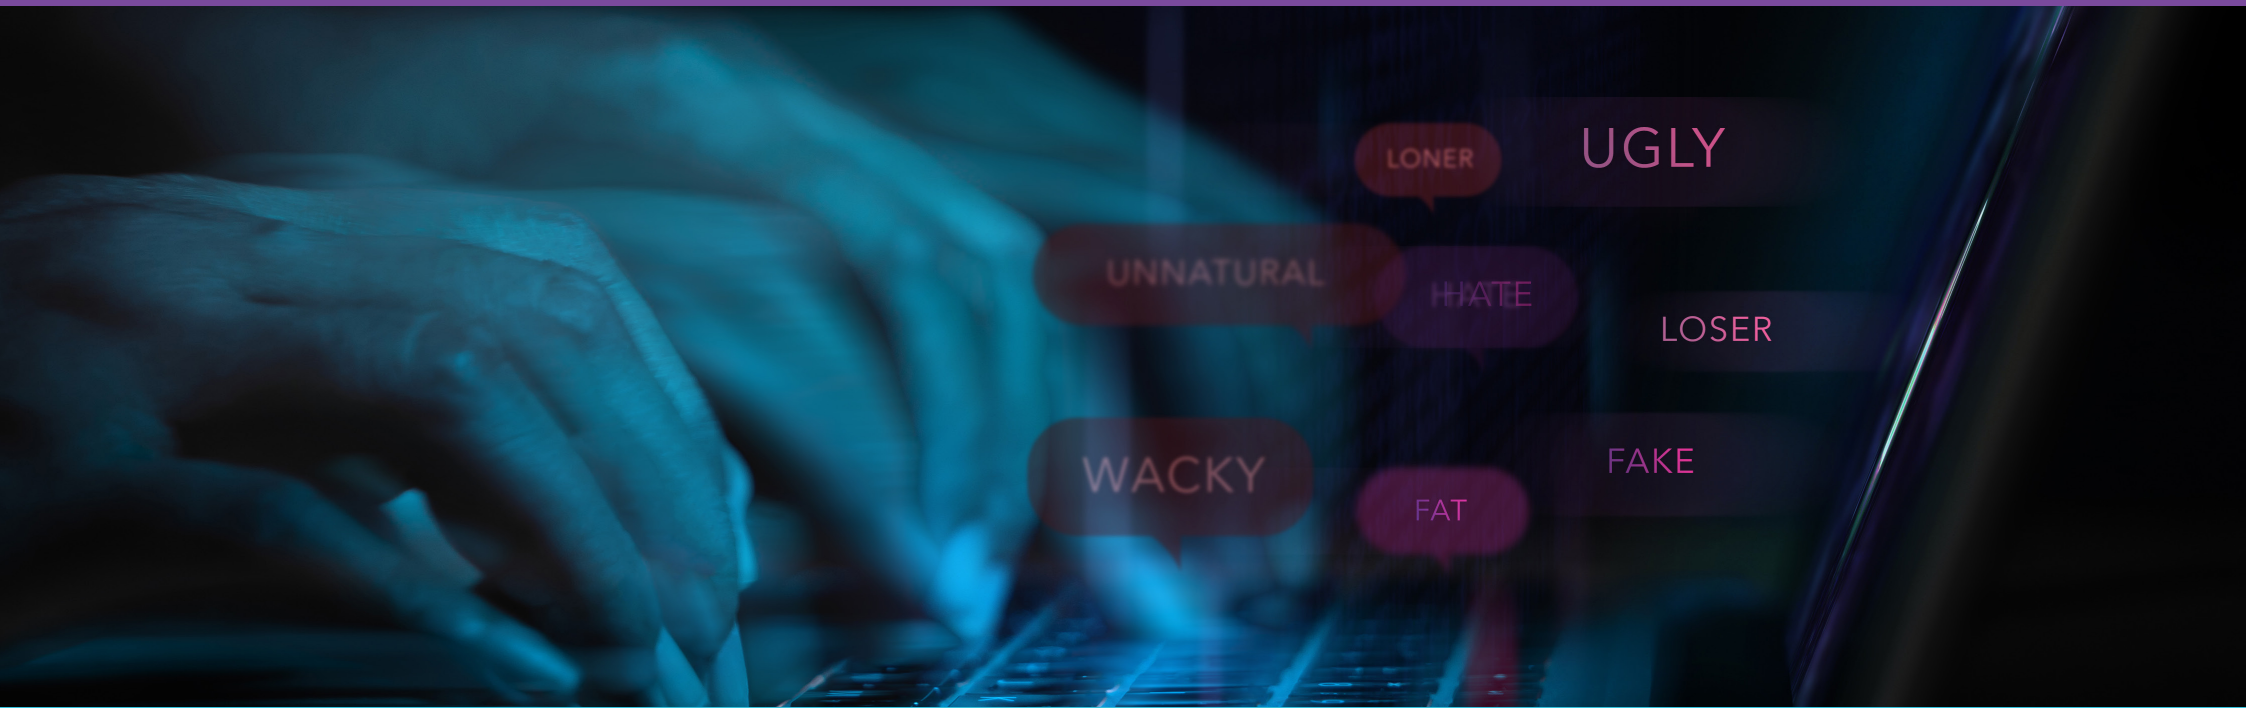 LONER
UGLY
UNNATURAL
HATE
LOSER
WACKY
FAKE
FAT